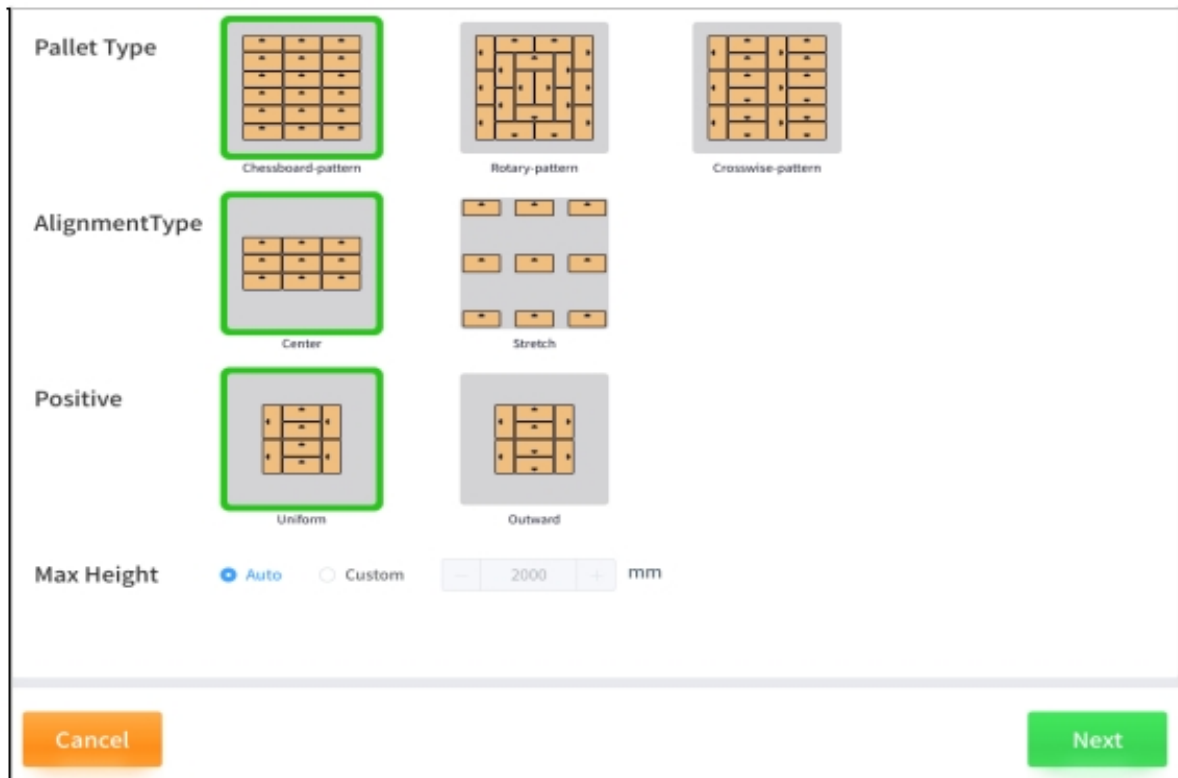 Pallet Type
Chessboard-pattern
Rotary-pattern
Crosswise-pattern
AlignmentType
Center
Stretch
Positive
Uniform
Outward
Max Height
Auto
Custom
− 2000 + mm
Cancel
Next